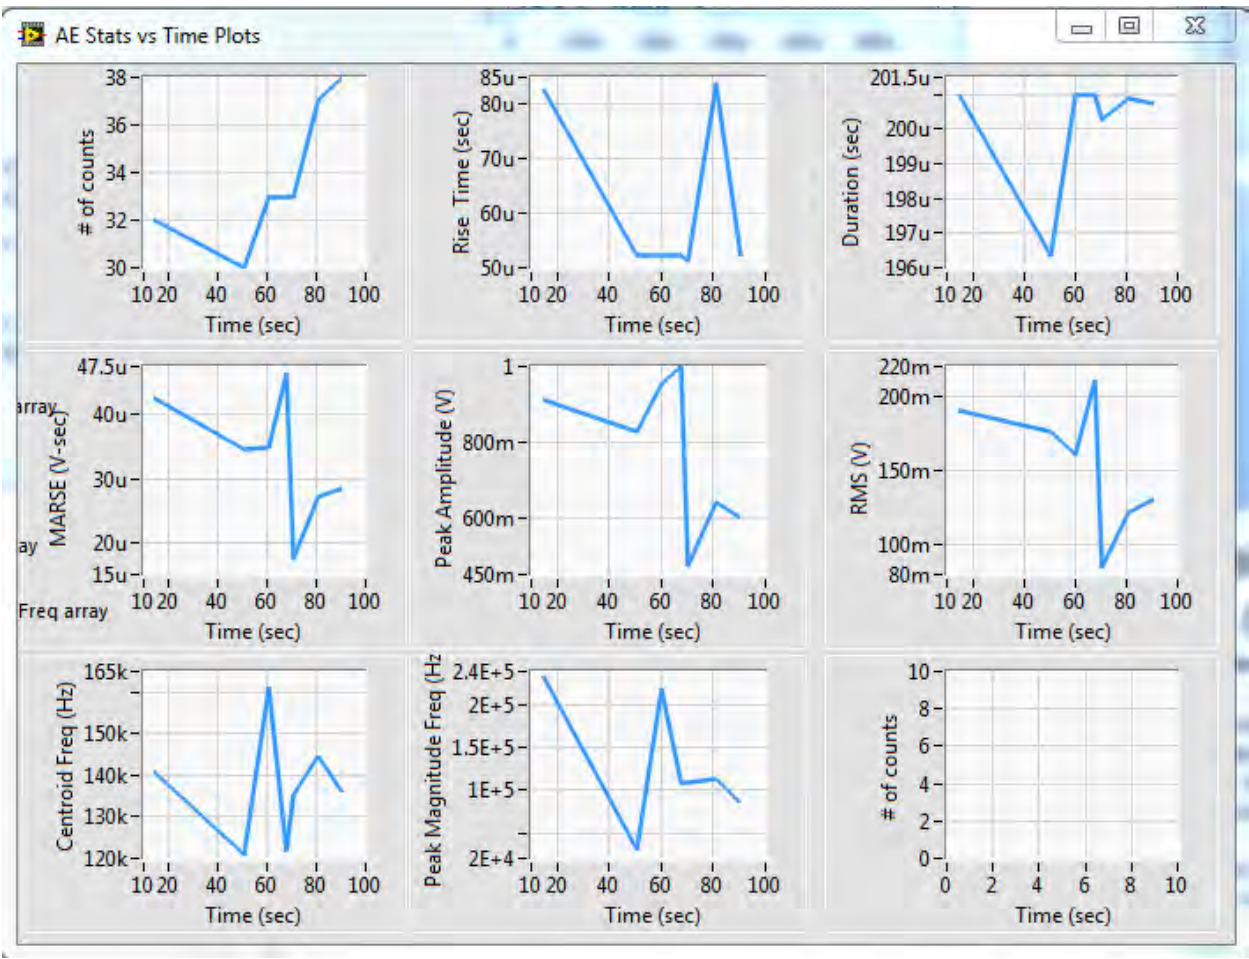 AE Stats vs Time Plots
# of counts
38
36
34
32
30
10 20 40 60 80 100
Time (sec)
Rise Time (sec)
85u
80u
70u
60u
50u
10 20 40 60 80 100
Time (sec)
Duration (sec)
201.5u
200u
199u
198u
197u
196u
10 20 40 60 80 100
Time (sec)
array
MARSE (V-sec)
47.5u
40u
30u
20u
15u
10 20 40 60 80 100
Time (sec)
ay
Freq array
Peak Amplitude (V)
1
800m
600m
450m
10 20 40 60 80 100
Time (sec)
RMS (V)
220m
200m
150m
100m
80m
10 20 40 60 80 100
Time (sec)
Centroid Freq (Hz)
165k
150k
140k
130k
120k
10 20 40 60 80 100
Time (sec)
Peak Magnitude Freq (Hz
2.4E+5
2E+5
1.5E+5
1E+5
2E+4
10 20 40 60 80 100
Time (sec)
# of counts
10
8
6
4
2
0
0 2 4 6 8 10
Time (sec)